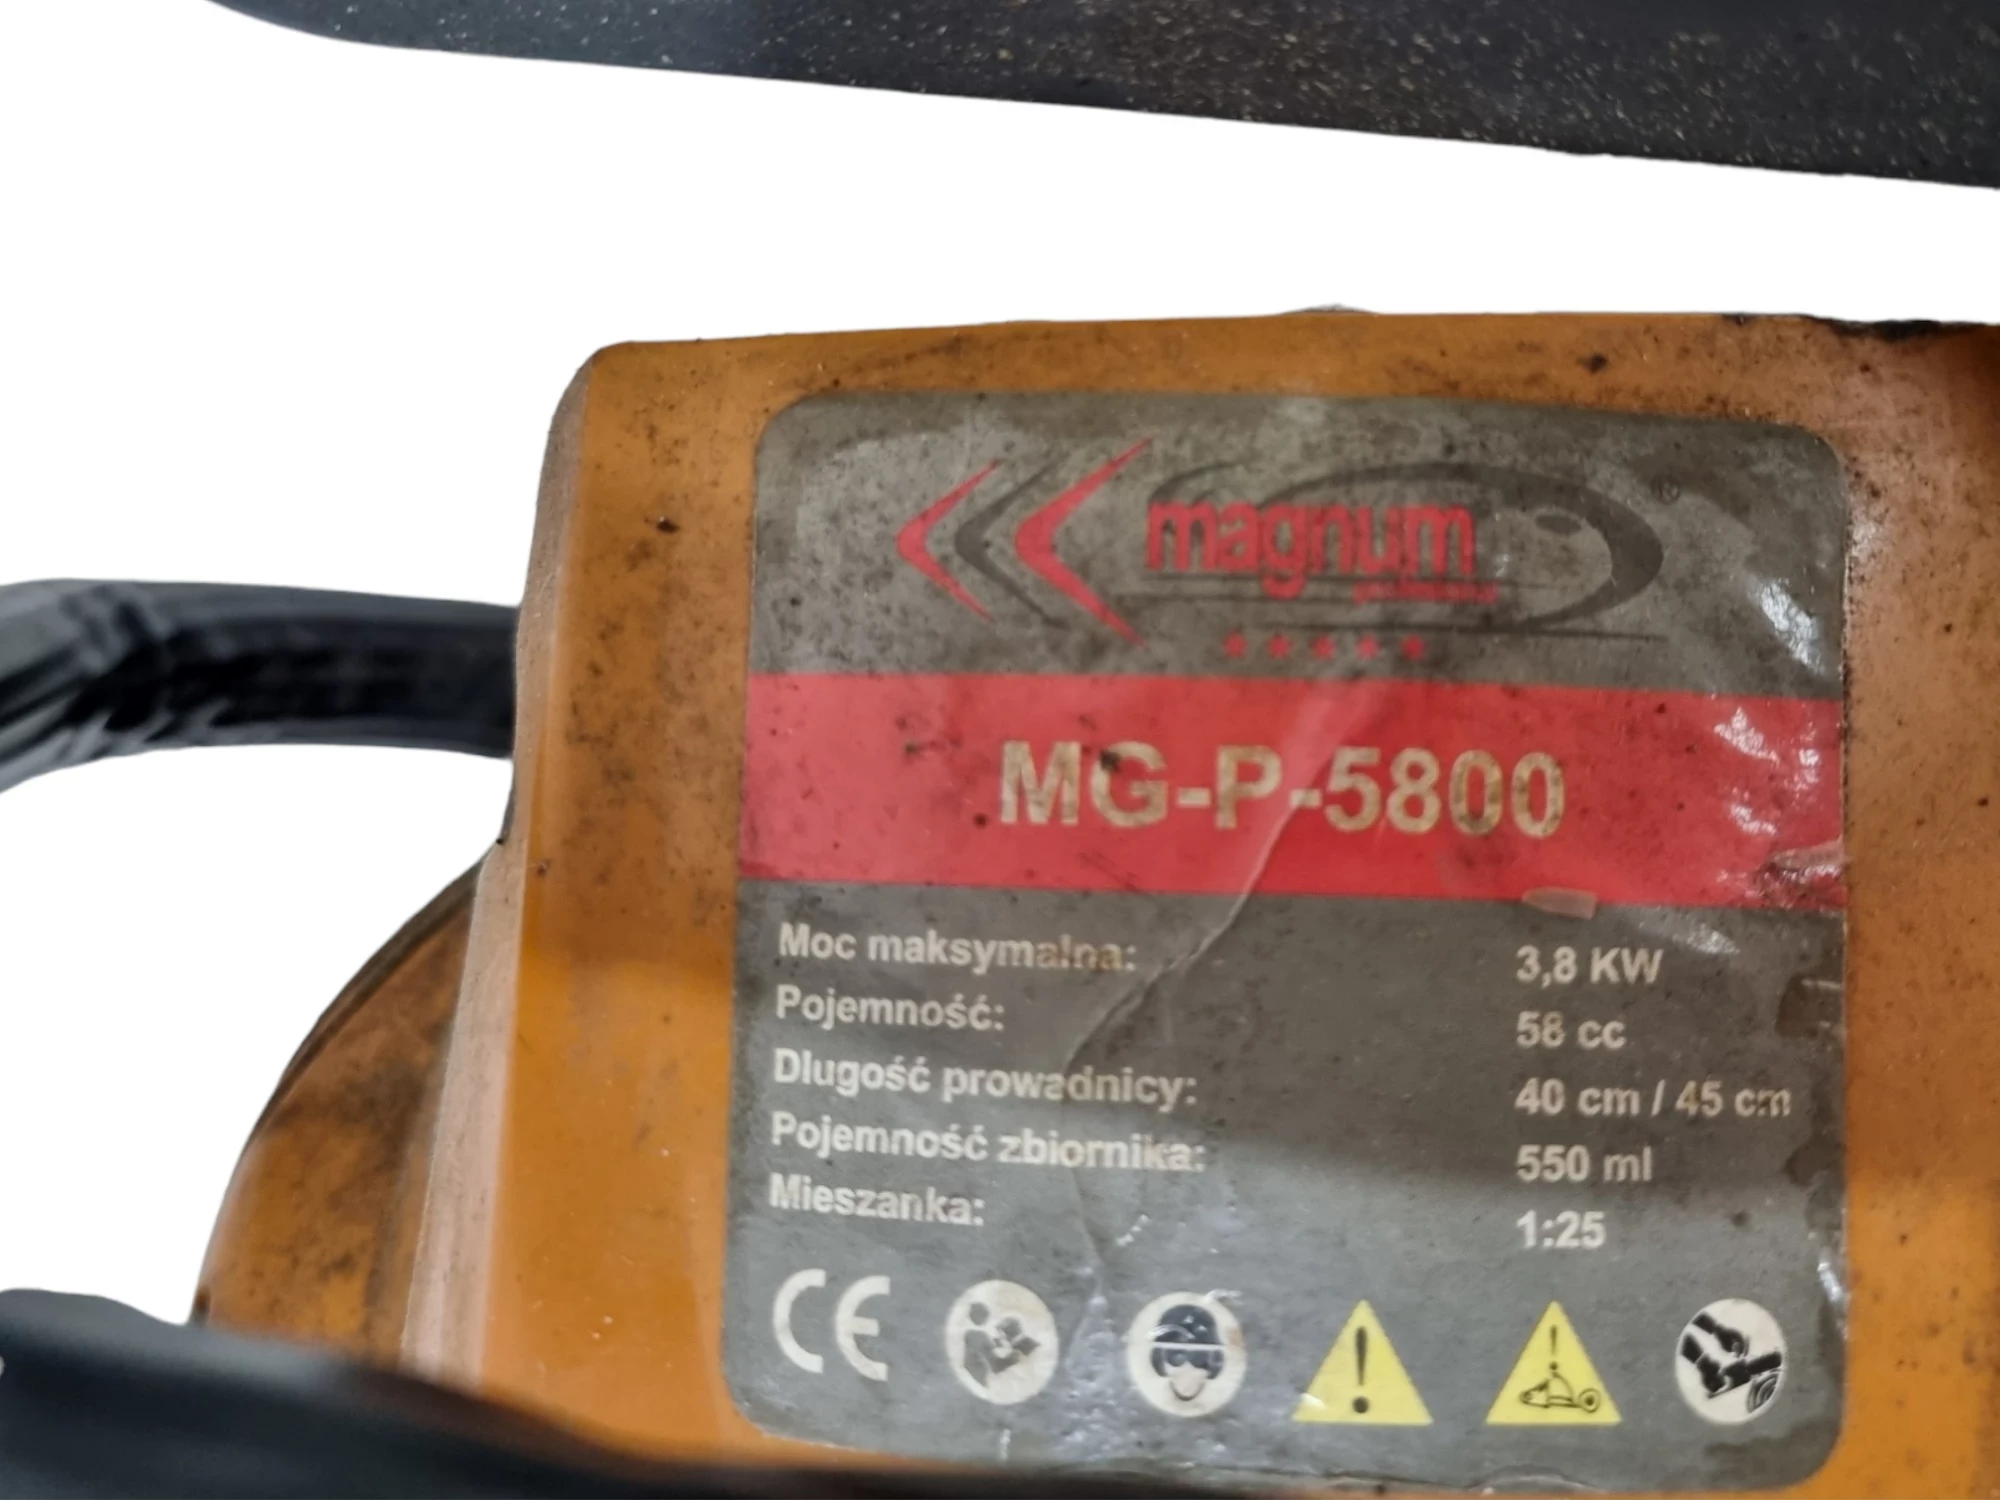 magnum
®
MG-P-5800
Moc maksymalna: 3,8 KW
Pojemność: 58 cc
Dlugość prowadnicy: 40 cm / 45 cm
Pojemność zbiornika: 550 ml
Mieszanka: 1:25
CE